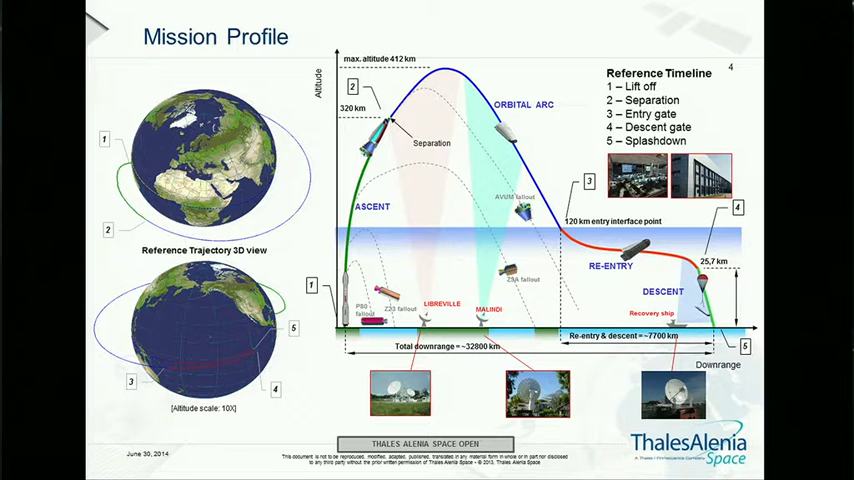 Mission Profile
4
Altitude
max. altitude 412 km
2
320 km
Separation
ORBITAL ARC
ASCENT
Reference Timeline
1 – Lift off
2 – Separation
3 – Entry gate
4 – Descent gate
5 – Splashdown
1
2
Reference Trajectory 3D view
AVUM fallout
3
120 km entry interface point
4
RE-ENTRY
25,7 km
DESCENT
Z9A fallout
1
P80
fallout
Z23 fallout
LIBREVILLE
MALINDI
Recovery ship
Total downrange = ~32800 km
Re-entry & descent = ~7700 km
5
Downrange
5
3
4
[Altitude scale: 10X]
June 30, 2014
THALES ALENIA SPACE OPEN
This document is not to be reproduced, modified, adapted, published, translated in any material form in whole or in part nor disclosed
to any third party without the prior written permission of Thales Alenia Space - © 2013, Thales Alenia Space
ThalesAlenia
A Thales / Finmeccanica Company
Space